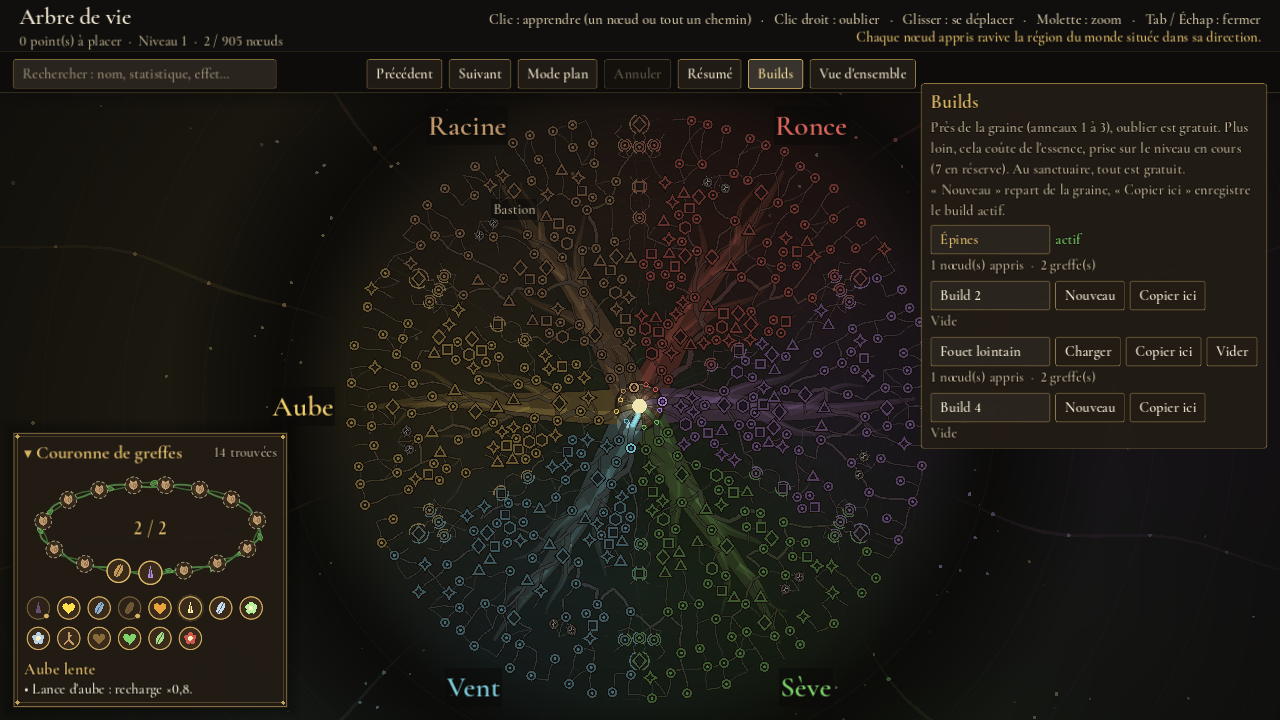 Arbre de vie
0 point(s) à placer · Niveau 1 · 2 / 905 nœuds
Clic : apprendre (un nœud ou tout un chemin) · Clic droit : oublier · Glisser : se déplacer · Molette : zoom · Tab / Échap : fermer
Chaque nœud appris ravive la région du monde située dans sa direction.
Rechercher : nom, statistique, effet...
Précédent
Suivant
Mode plan
Annuler
Résumé
Builds
Vue d'ensemble
Racine
Ronce
Bastion
Aube
Vent
Sève
Builds
Près de la graine (anneaux 1 à 3), oublier est gratuit. Plus
loin, cela coûte de l'essence, prise sur le niveau en cours
(7 en réserve). Au sanctuaire, tout est gratuit.
« Nouveau » repart de la graine, « Copier ici » enregistre
le build actif.
Épines actif
1 nœud(s) appris · 2 greffe(s)
Build 2 Nouveau Copier ici
Vide
Fouet lointain Charger Copier ici Vider
1 nœud(s) appris · 2 greffe(s)
Build 4 Nouveau Copier ici
Vide
▾ Couronne de greffes 14 trouvées
2 / 2
Aube lente
• Lance d'aube : recharge ×0,8.